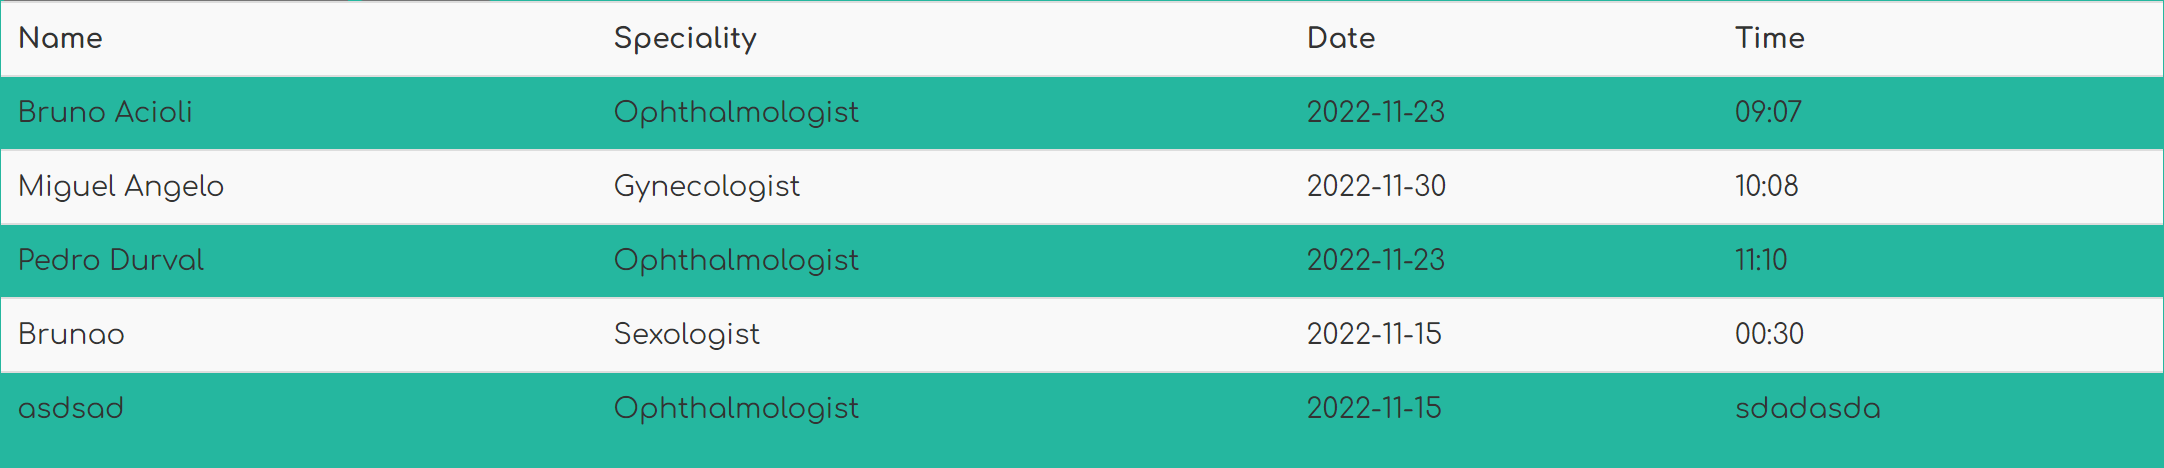 Name Speciality Date Time
Bruno Acioli Ophthalmologist 2022-11-23 09:07
Miguel Angelo Gynecologist 2022-11-30 10:08
Pedro Durval Ophthalmologist 2022-11-23 11:10
Brunao Sexologist 2022-11-15 00:30
asdsad Ophthalmologist 2022-11-15 sdadasda